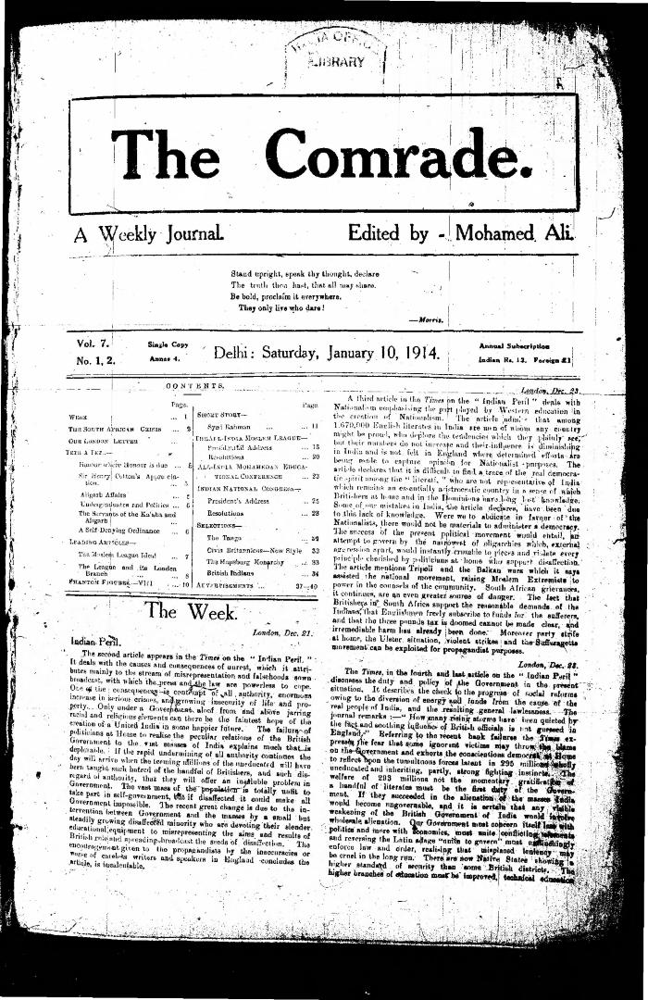 LIBRARY
The Comrade.
A Weekly Journal.
Edited by - Mohamed Ali.
Stand upright, speak thy thought, declare
The truth thou hast, that all may share.
Be bold, proclaim it everywhere.
They only live who dare!
—Morris.
Vol. 7.
No. 1, 2.
Single Copy
Annas 4.
Delhi: Saturday, January 10, 1914.
Annual Subscription
Indian Rs. 12. Foreign £1
CONTENTS.
Page.
WEEK ... 1
THE SOUTH AFRICAN CRISIS ... 2
OUR LONDON LETTER
TETE À TETE—
Honour where Honour is due ... 5
Sir Henry Cotton's Apprecia-
tion. 5
Aligarh Affairs ... 5
Undergraduates and Politics ... 5
The Servants of the Ka'aba and
Aligarh
A Self-Denying Ordinance ... 6
LEADING ARTICLES—
The Moslem League Ideal ... 7
The League and its London
Branch ... 8
PHANTOM FIGURES—VIII ... 10
Page
SHORT STORY—
Syed Rahman ... 11
THE ALL-INDIA MOSLEM LEAGUE—
Presidential Address ... 13
Resolutions ... 20
ALL-INDIA MOHAMEDAN EDUCA-
TIONAL CONFERENCE ... 23
INDIAN NATIONAL CONGRESS—
President's Address ... 25
Resolutions ... 28
SELECTIONS—
The Tango ... 32
Civis Britannicus—New Style 33
The Hapsburg Monarchy ... 33
British Indians ... 34
ADVERTISEMENTS 37-40
The Week.
London, Dec. 21.
Indian Peril.
The second article appears in the Times on the "Indian Peril."
It deals with the causes and consequences of unrest, which it attri-
butes mainly to the stream of misrepresentation and falsehoods sown
broadcast, with which the press and the law are powerless to cope.
One of the consequences is contempt of all authority, enormous
increase in serious crimes, and growing insecurity of life and pro-
perty. Only under a Government aloof from and above jarring
racial and religious elements can there be the faintest hope of the
creation of a United India in some happier future. The failure of
politicians at Home to realise the peculiar relations of the British
Government to the vast masses of India explains much that is
deplorable. If the rapid undermining of all authority continues the
day will arrive when the teeming millions of the uneducated will have
been taught such hatred of the handful of Britishers, and such dis-
regard of authority, that they will offer an insoluble problem in
Government. The vast mass of the population is totally unfit to
take part in self-government, but if disaffected it could make all
Government impossible. The recent great change is due to the in-
tervention between Government and the masses by a small but
steadily growing disaffected minority who are devoting their slender
educational equipment to misrepresenting the aims and results of
British rule and spreading broadcast the seeds of disaffection. The
encouragement given to the propagandists by the inaccuracies or
worse of careless writers and speakers in England concludes the
article, is incalculable.
London, Dec. 23.
A third article in the Times on the "Indian Peril" deals with
Nationalism emphasising the part played by Western education in
the creation of Nationalism. The article admits that among
1,670,000 English literates in India are men of whom any country
might be proud, who deplore the tendencies which they plainly see,
but their numbers do not increase and their influence is diminishing
in India and is not felt in England where determined efforts are
being made to capture opinion for Nationalist purposes. The
article declares that it is difficult to find a trace of the real democra-
tic spirit among the "literati," who are not representative of India
which remains an essentially aristocratic country in a sense of which
Britishers at home and in the Dominions have long lost knowledge.
Some of our mistakes in India, the article declares, have been due
to this lack of knowledge. Were we to abdicate in favour of the
Nationalists, there would not be materials to administer a democracy.
The success of the present political movement would entail, an
attempt to govern by the narrowest of oligarchies which, external
aggression apart, would instantly crumble to pieces and violate every
principle cherished by politicians at home who support disaffection.
The article mentions Tripoli and the Balkan wars which it says
assisted the national movement, raising Moslem Extremists to
power in the counsels of the community. South African grievances,
it continues, are an even greater source of danger. The fact that
Britishers in South Africa support the reasonable demands of the
Indians, that Englishmen freely subscribe to funds for the sufferers,
and that the three pounds tax is doomed cannot be made clear, and
irremediable harm has already been done. Moreover party strife
at home, the Ulster situation, violent strikes and the Suffragette
movement can be exploited for propagandist purposes.
London, Dec. 28.
The Times, in the fourth and last article on the "Indian Peril"
discusses the duty and policy of the Government in the present
situation. It describes the check to the progress of social reforms
owing to the diversion of energy and funds from the cause of the
real people of India, and the resulting general lawlessness. The
journal remarks:—"How many rising storms have been quieted by
the fact and soothing influence of British officials is not guessed in
England." Referring to the recent bank failures the Times ex-
presses the fear that some ignorant victims may throw the blame
on the Government and exhorts the conscientious democrat at Home
to reflect upon the tumultuous forces latent in 295 millions wholly
uneducated and inheriting, partly, strong fighting instincts. The
welfare of 293 millions not the momentary gratification of
a handful of literates must be the first duty of the Govern-
ment. If they succeeded in the alienation of the masses India
would become ungovernable, and it is certain that any visible
weakening of the British Government of India would involve
wholesale alienation. Our Government must concern itself less with
politics and more with economics, must unite conflicting elements
and reversing the Latin adage "unite to govern" must
enforce law and order, realising that misplaced leniency may
be cruel in the long run. There are now Native States showing a
higher standard of security than some British districts. The
higher branches of education must be improved, technical education